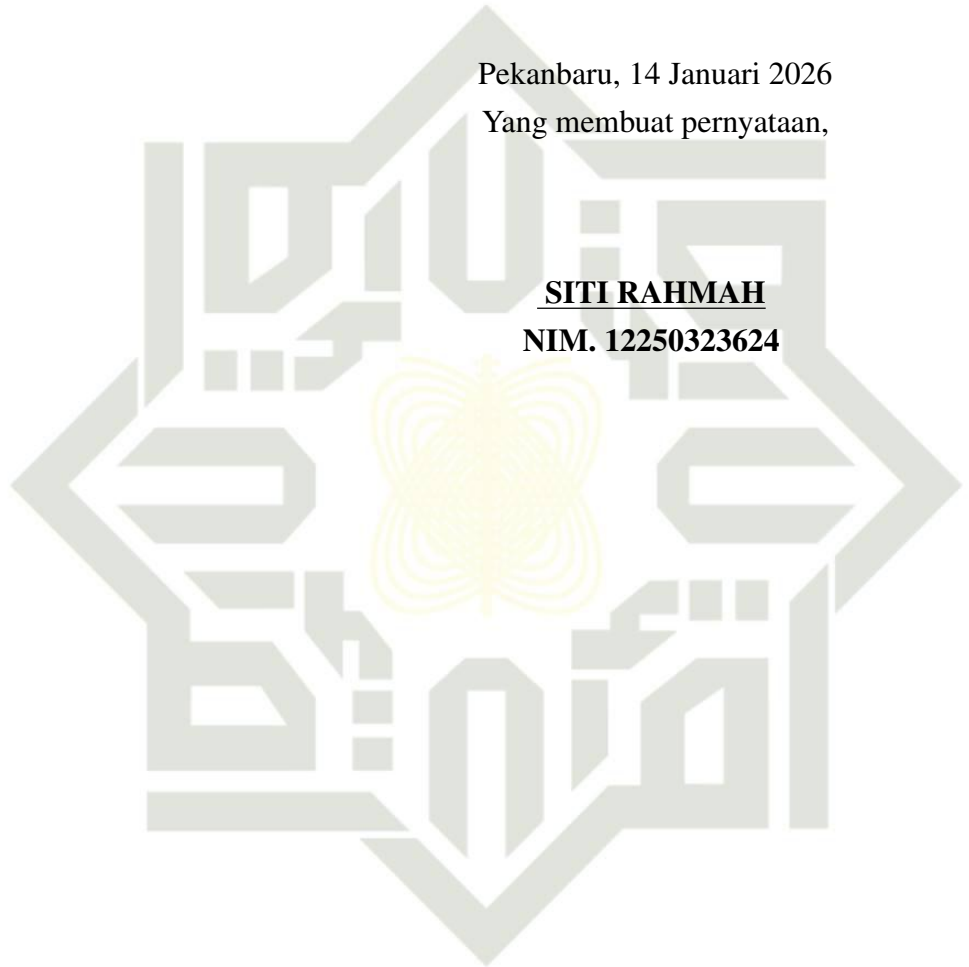 Pekanbaru, 14 Januari 2026
Yang membuat pernyataan,
SITI RAHMAH
NIM. 12250323624